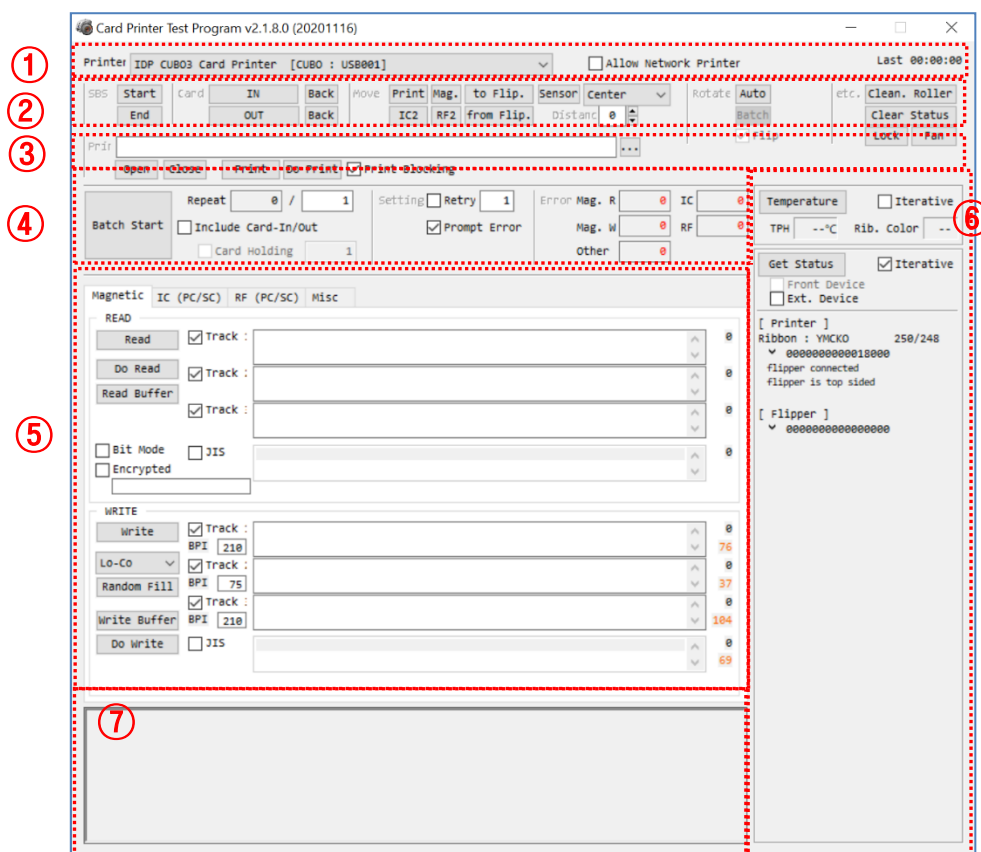 Card Printer Test Program v2.1.8.0 (20201116)
① Printer IDP CUBO3 Card Printer [CUBO : USB001] Allow Network Printer Last 00:00:00
SBS Start Card IN Back Move Print Mag. to Flip. Sensor Center Rotate Auto etc. Clean. Roller
② End OUT Back IC2 RF2 from Flip. Distanc 0 Batch Clear Status
Flip Lock Fan
③ Prir ...
Open Close Print Do Print Print Blocking
④ Batch Start Repeat 0 / 1 Setting Retry 1 Error Mag. R 0 IC 0
Include Card-In/Out Prompt Error Mag. W 0 RF 0
Card Holding 1 Other 0
⑥ Temperature Iterative
TPH --℃ Rib. Color --
Get Status Iterative
Front Device
Ext. Device
[ Printer ]
Ribbon : YMCKO 250/248
0000000000018000
flipper connected
flipper is top sided
[ Flipper ]
0000000000000000
⑤
Magnetic IC (PC/SC) RF (PC/SC) Misc
READ
Read Track : 0
Do Read Track : 0
Read Buffer
Track : 0
Bit Mode JIS 0
Encrypted
WRITE
Write Track : 0
BPI 210 76
Lo-Co Track : 0
Random Fill BPI 75 37
Track : 0
Write Buffer BPI 210 104
Do Write JIS 0
69
⑦